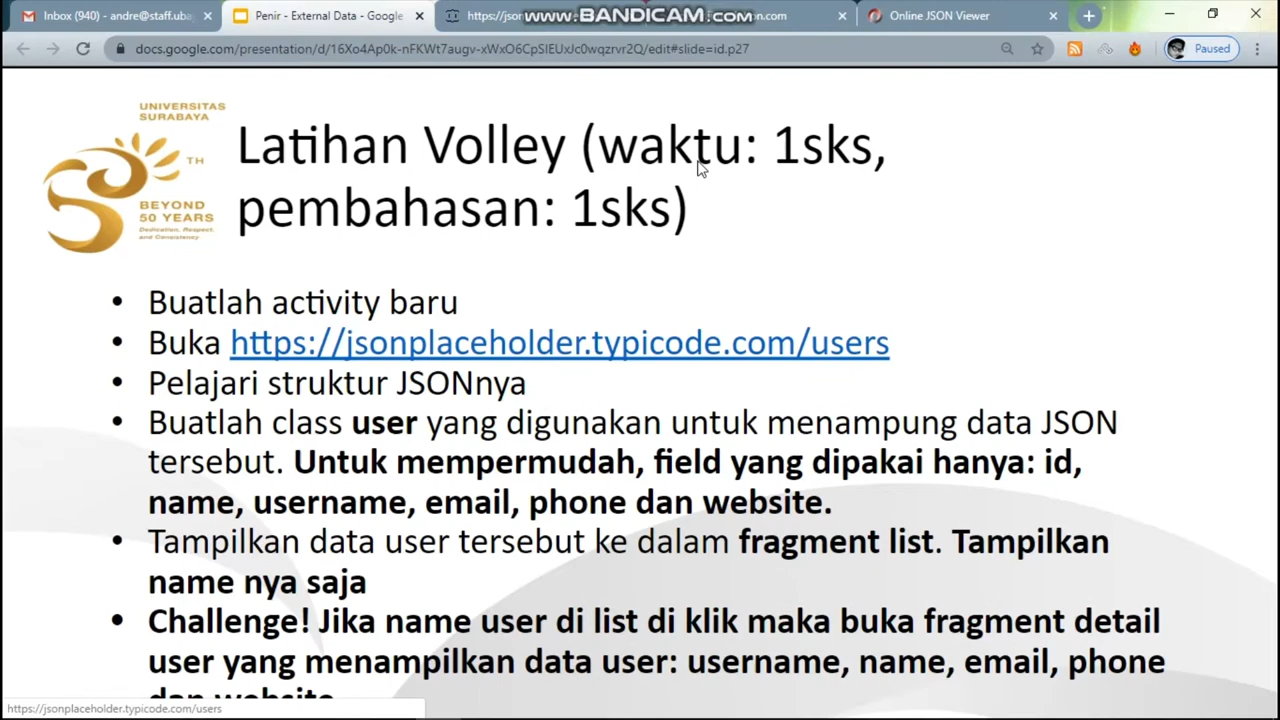 Inbox (940) - andre@staff.uba
Penir - External Data - Google
https://jso
www.BANDICAM.com
n.com
Online JSON Viewer
docs.google.com/presentation/d/16Xo4Ap0k-nFKWt7augv-xWxO6CpSIEUxJc0wqzrvr2Q/edit#slide=id.p27
Paused
UNIVERSITAS
SURABAYA
TH
BEYOND
50 YEARS
Dedication, Respect,
and Consistency
Latihan Volley (waktu: 1sks,
pembahasan: 1sks)
• Buatlah activity baru
• Buka https://jsonplaceholder.typicode.com/users
• Pelajari struktur JSONnya
• Buatlah class user yang digunakan untuk menampung data JSON
tersebut. Untuk mempermudah, field yang dipakai hanya: id,
name, username, email, phone dan website.
• Tampilkan data user tersebut ke dalam fragment list. Tampilkan
name nya saja
• Challenge! Jika name user di list di klik maka buka fragment detail
user yang menampilkan data user: username, name, email, phone
dan website
https://jsonplaceholder.typicode.com/users